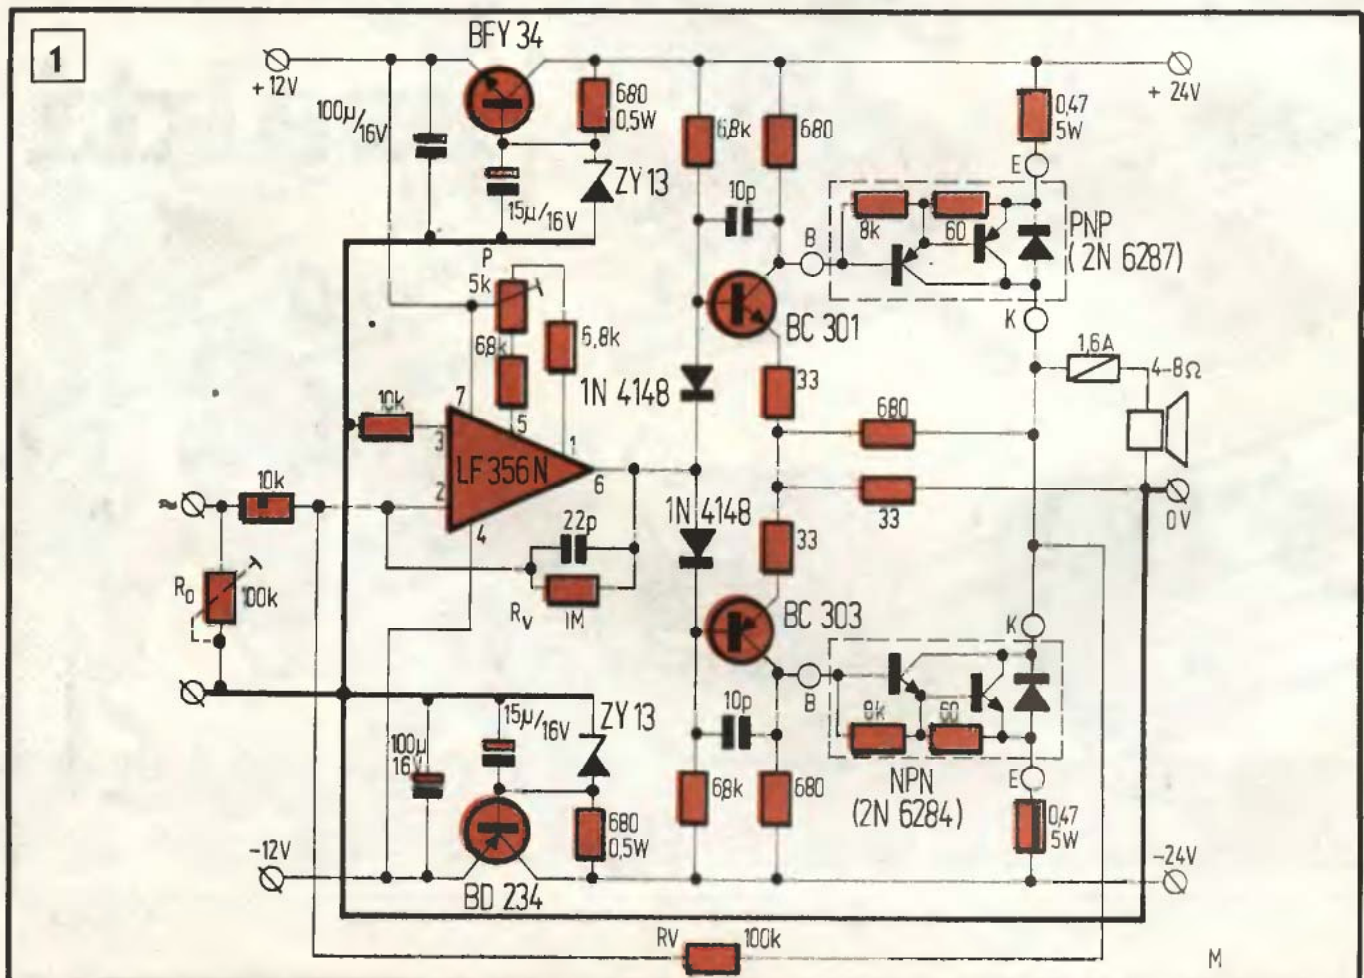 1
BFY 34
+12V
+ 24V
100µ/16V
680
0,5W
6,8k
680
0,47
5W
E
ZY 13
15µ/16V
10p
8k
60
PNP
(2N 6287)
B
P
5k
K
BC 301
6,8k
6,8k
1,6A
4-8Ω
1N 4148
33
7
10k
680
3
5
1
LF 356 N
6
10k
2
≈
1N 4148
33
0V
22p
4
33
R₀
100k
Rᵥ
1M
BC 303
K
15µ/16V
ZY 13
10p
B
100µ
16V
8k
60
NPN
(2N 6284)
E
6,8k
680
680
0,5W
0,47
5W
-12V
-24V
BD 234
RV
100k
M